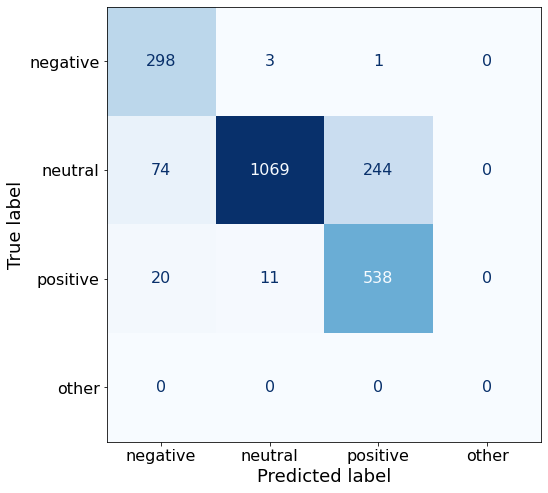 negative 298 3 1 0
neutral 74 1069 244 0
positive 20 11 538 0
other 0 0 0 0
negative neutral positive other
Predicted label
True label